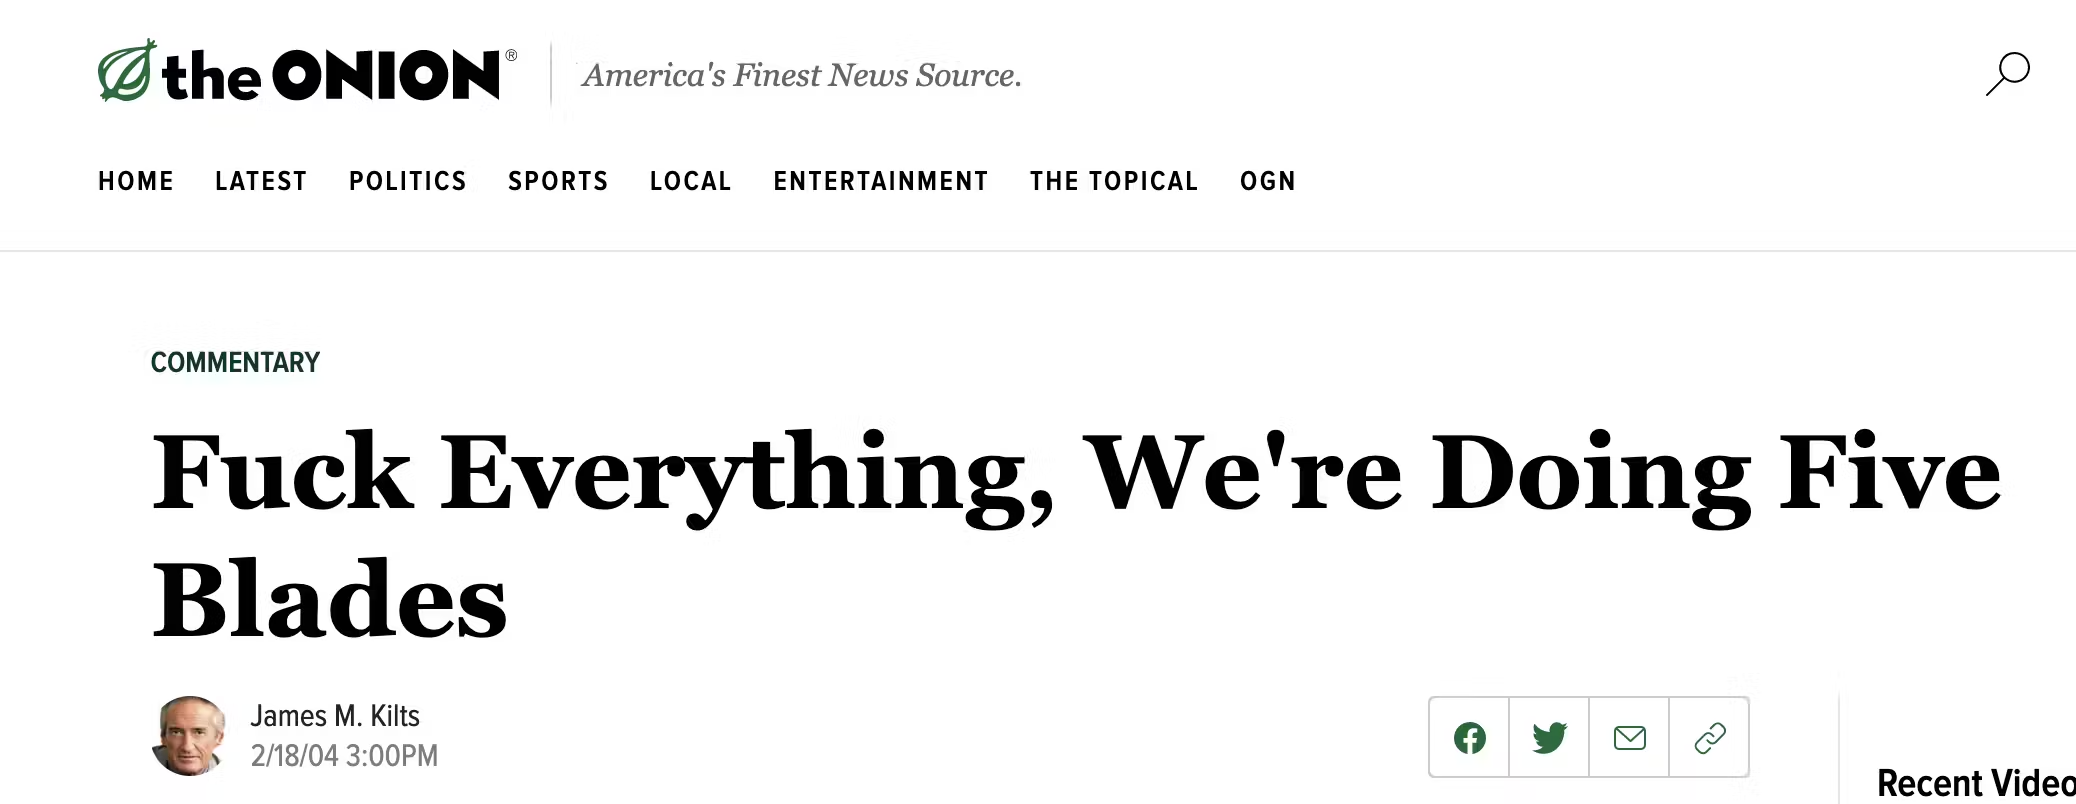 the ONION® America's Finest News Source.
HOME LATEST POLITICS SPORTS LOCAL ENTERTAINMENT THE TOPICAL OGN
COMMENTARY
Fuck Everything, We're Doing Five
Blades
James M. Kilts
2/18/04 3:00PM
Recent Video